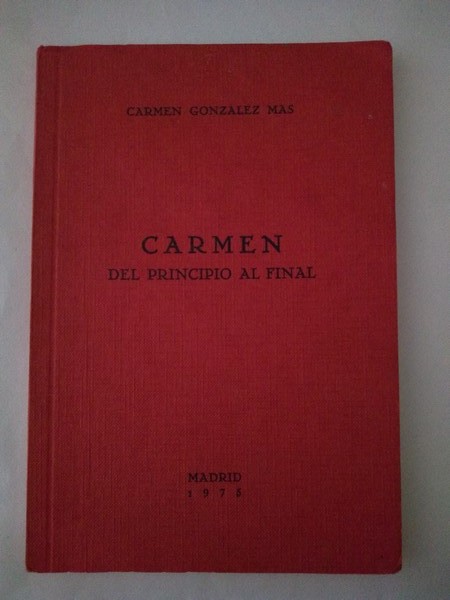 CARMEN GONZALEZ MAS
CARMEN
DEL PRINCIPIO AL FINAL
MADRID
1975